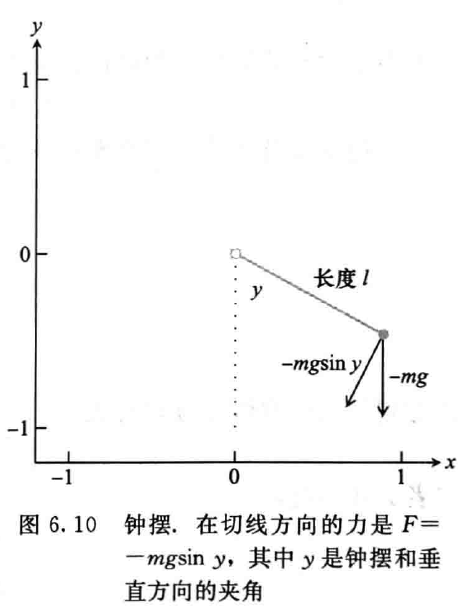 y
1
0
长度 l
y
-mgsin y
-mg
-1
-1
0
1
x
图 6.10 钟摆. 在切线方向的力是 F=
-mgsin y, 其中 y 是钟摆和垂
直方向的夹角